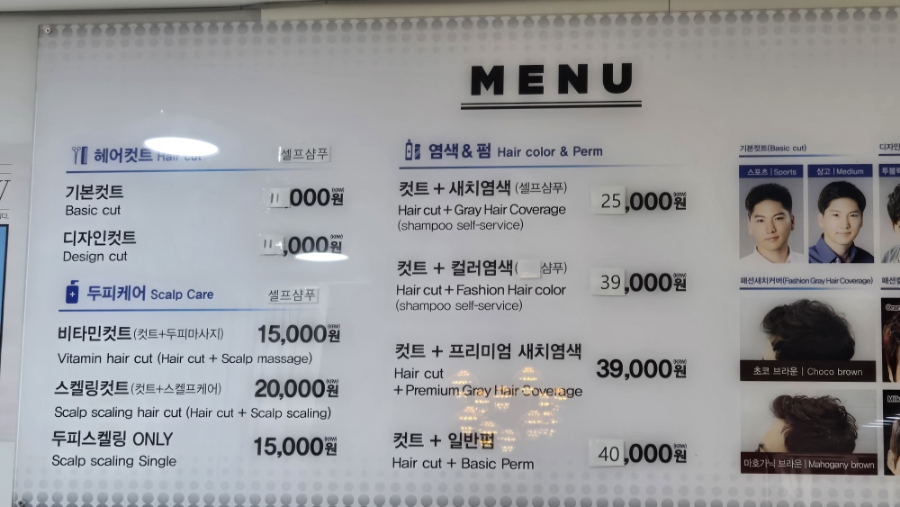 MENU
헤어컷트 Hair cut 셀프샴푸
기본컷트 11,000원
Basic cut
디자인컷트 11,000원
Design cut
두피케어 Scalp Care 셀프샴푸
비타민컷트(컷트+두피마사지) 15,000원
Vitamin hair cut (Hair cut + Scalp massage)
스켈링컷트(컷트+스켈프케어) 20,000원
Scalp scaling hair cut (Hair cut + Scalp scaling)
두피스켈링 ONLY 15,000원
Scalp scaling Single
염색&펌 Hair color & Perm
컷트 + 새치염색 (셀프샴푸) 25,000원
Hair cut + Gray Hair Coverage
(shampoo self-service)
컷트 + 컬러염색( 샴푸) 39,000원
Hair cut + Fashion Hair color
(shampoo self-service)
컷트 + 프리미엄 새치염색 39,000원
Hair cut
+ Premium Gray Hair Coverage
컷트 + 일반펌 40,000원
Hair cut + Basic Perm
기본컷트(Basic cut)
스포츠 | Sports
상고 | Medium
패션새치커버(Fashion Gray Hair Coverage)
초코 브라운 | Choco brown
마호가닉 브라운 | Mahogany brown